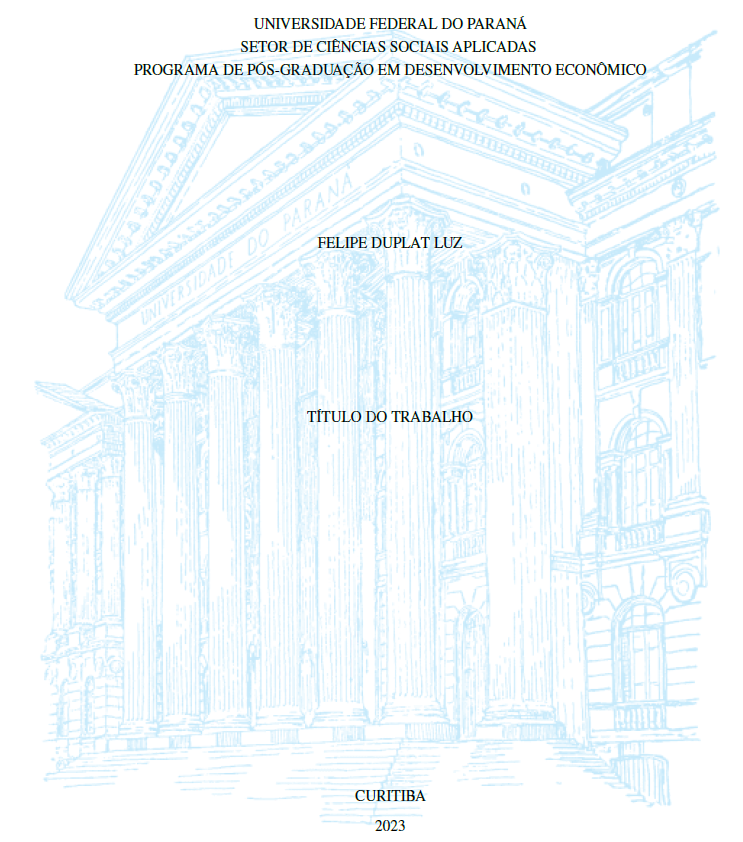 UNIVERSIDADE FEDERAL DO PARANÁ
SETOR DE CIÊNCIAS SOCIAIS APLICADAS
PROGRAMA DE PÓS-GRADUAÇÃO EM DESENVOLVIMENTO ECONÔMICO
UNIVERSIDADE DO PARANÁ
FELIPE DUPLAT LUZ
TÍTULO DO TRABALHO
CURITIBA
2023